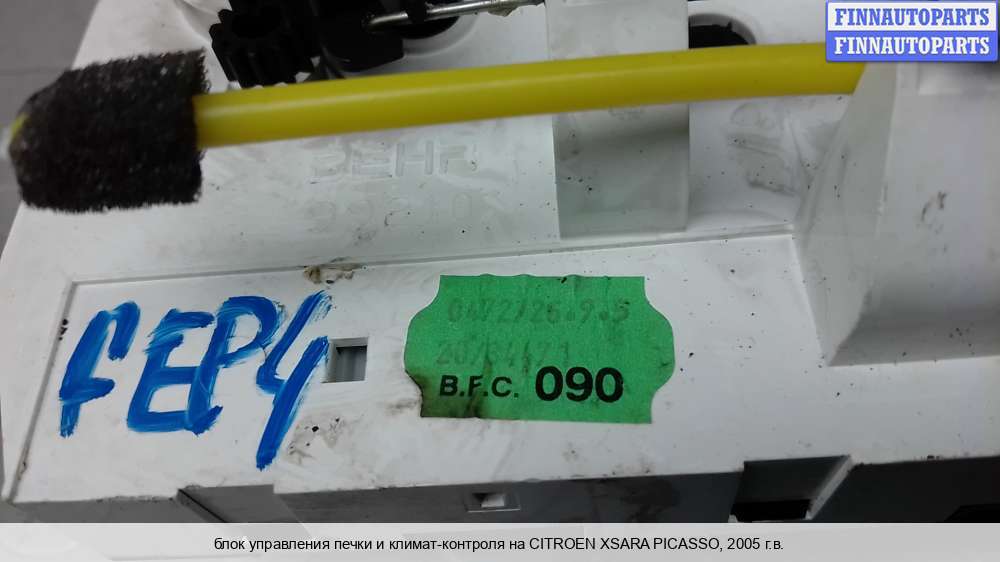 FINNAUTOPARTS
FINNAUTOPARTS
BEHR
FEP4
B.F.C. 090
блок управления печки и климат-контроля на CITROEN XSARA PICASSO, 2005 г.в.